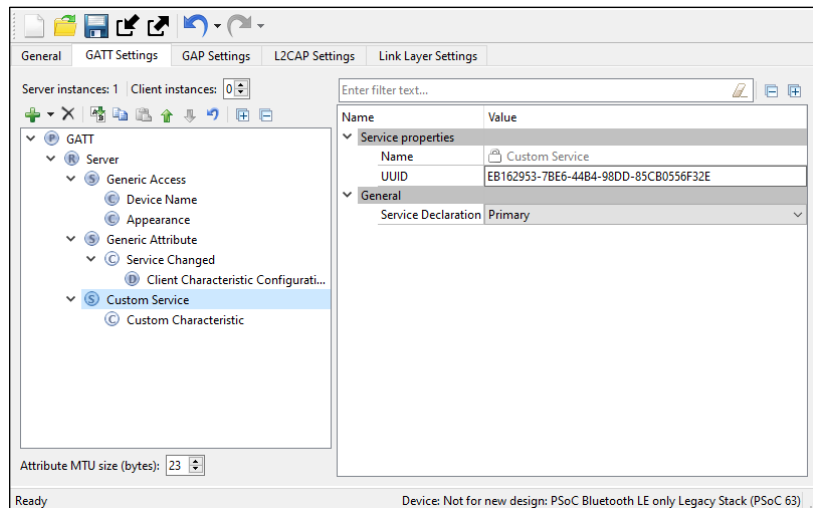 General GATT Settings GAP Settings L2CAP Settings Link Layer Settings
Server instances: 1 Client instances: 0
Enter filter text...
Name Value
GATT
Server
Generic Access
Device Name
Appearance
Generic Attribute
Service Changed
Client Characteristic Configurati...
Custom Service
Custom Characteristic
Service properties
Name Custom Service
UUID EB162953-7BE6-44B4-98DD-85CB0556F32E
General
Service Declaration Primary
Attribute MTU size (bytes): 23
Ready Device: Not for new design: PSoC Bluetooth LE only Legacy Stack (PSoC 63)